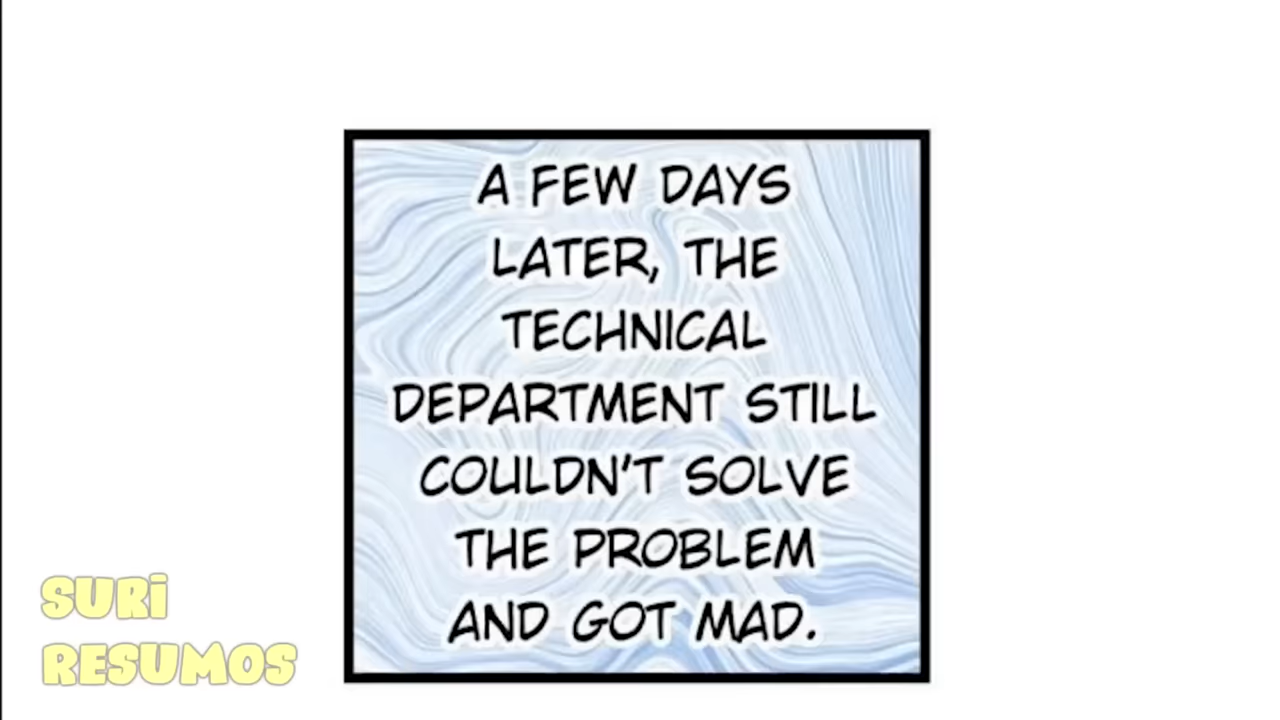 A FEW DAYS
LATER, THE
TECHNICAL
DEPARTMENT STILL
COULDN'T SOLVE
THE PROBLEM
AND GOT MAD.
SURi
RESUMOS